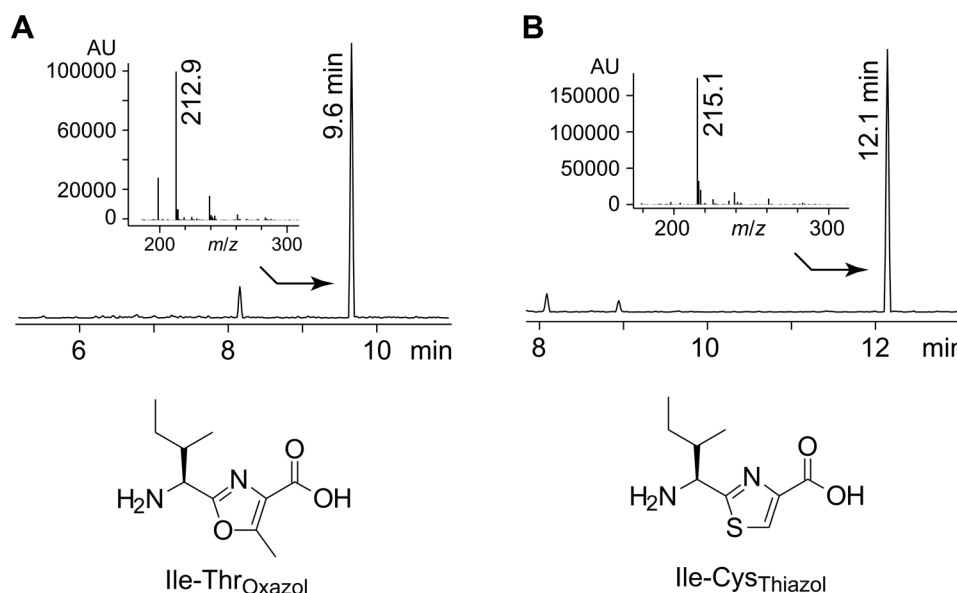 A
AU
100000
60000
20000
0
212.9
200
m/z
300
9.6 min
6
8
10
min
H2N
N
O
O
OH
Ile-ThrOxazol
B
AU
150000
100000
50000
0
215.1
200
m/z
300
12.1 min
8
10
12
min
H2N
N
S
O
OH
Ile-CysThiazol